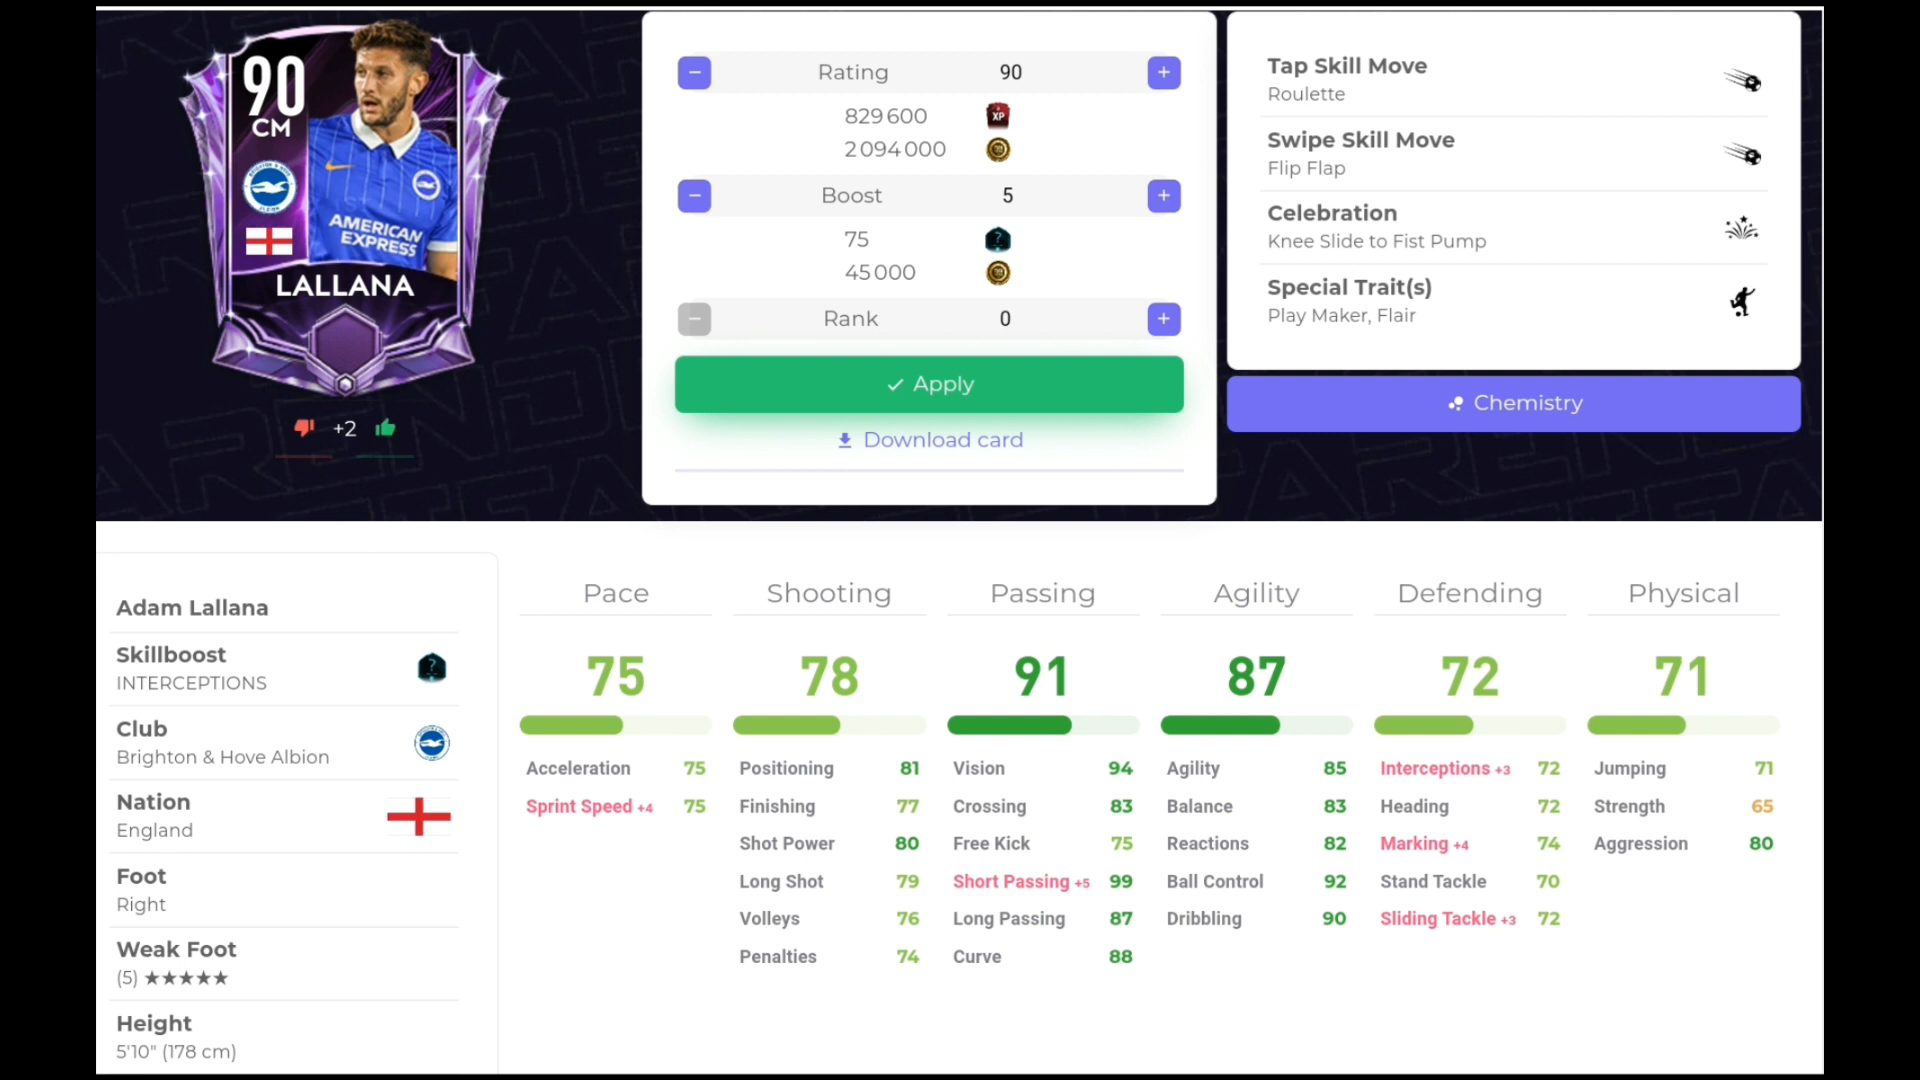 90
CM
AMERICAN
EXPRESS
LALLANA
+2
Rating 90
829 600 XP
2 094 000
Boost 5
75 ?
45 000
Rank 0
Apply
Download card
Tap Skill Move
Roulette
Swipe Skill Move
Flip Flap
Celebration
Knee Slide to Fist Pump
Special Trait(s)
Play Maker, Flair
Chemistry
Adam Lallana
Skillboost
INTERCEPTIONS
?
Club
Brighton & Hove Albion
Nation
England
Foot
Right
Weak Foot
(5) ★★★★★
Height
5'10" (178 cm)
Pace
75
Acceleration 75
Sprint Speed +4 75
Shooting
78
Positioning 81
Finishing 77
Shot Power 80
Long Shot 79
Volleys 76
Penalties 74
Passing
91
Vision 94
Crossing 83
Free Kick 75
Short Passing +5 99
Long Passing 87
Curve 88
Agility
87
Agility 85
Balance 83
Reactions 82
Ball Control 92
Dribbling 90
Defending
72
Interceptions +3 72
Heading 72
Marking +4 74
Stand Tackle 70
Sliding Tackle +3 72
Physical
71
Jumping 71
Strength 65
Aggression 80